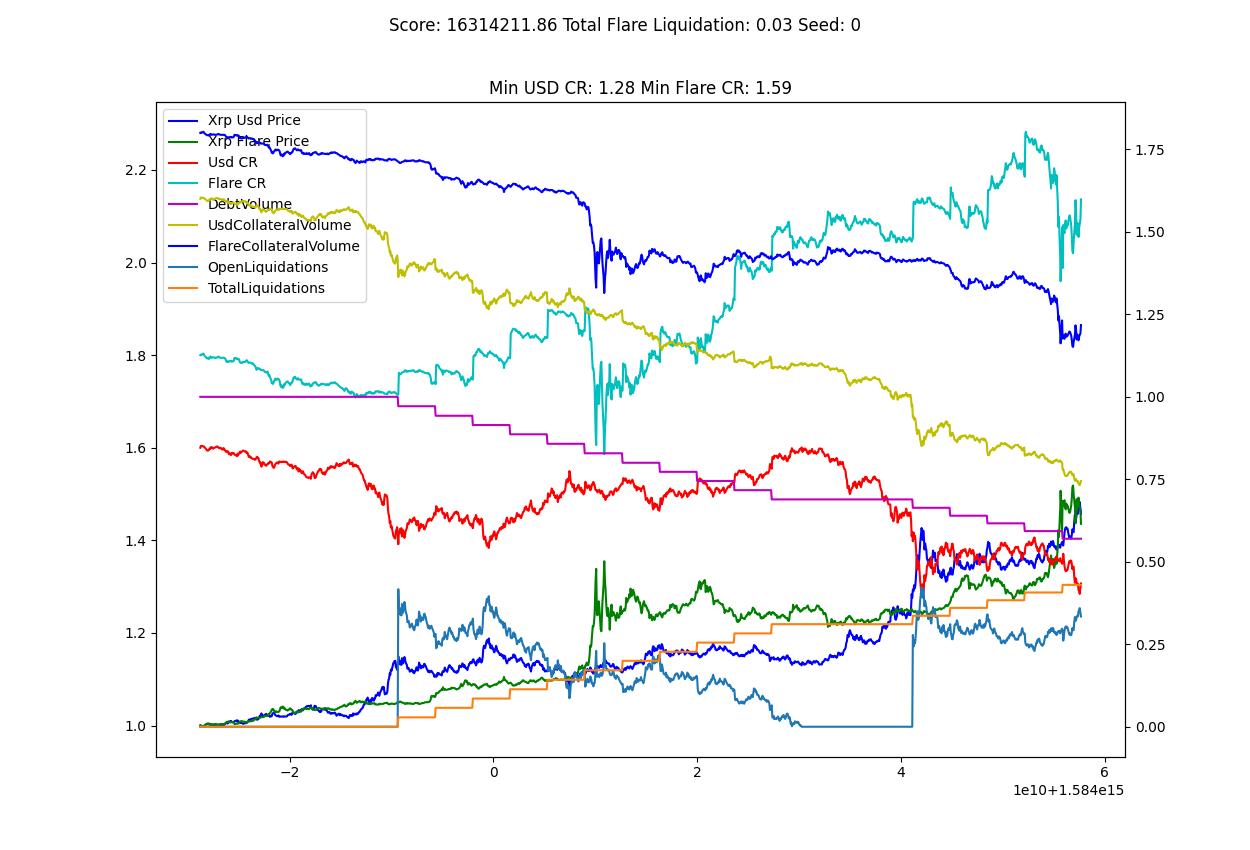 Score: 16314211.86 Total Flare Liquidation: 0.03 Seed: 0
Min USD CR: 1.28 Min Flare CR: 1.59
Xrp Usd Price
Xrp Flare Price
Usd CR
Flare CR
DebtVolume
UsdCollateralVolume
FlareCollateralVolume
OpenLiquidations
TotalLiquidations
2.2
2.0
1.8
1.6
1.4
1.2
1.0
1.75
1.50
1.25
1.00
0.75
0.50
0.25
0.00
−2
0
2
4
6
1e10+1.584e15